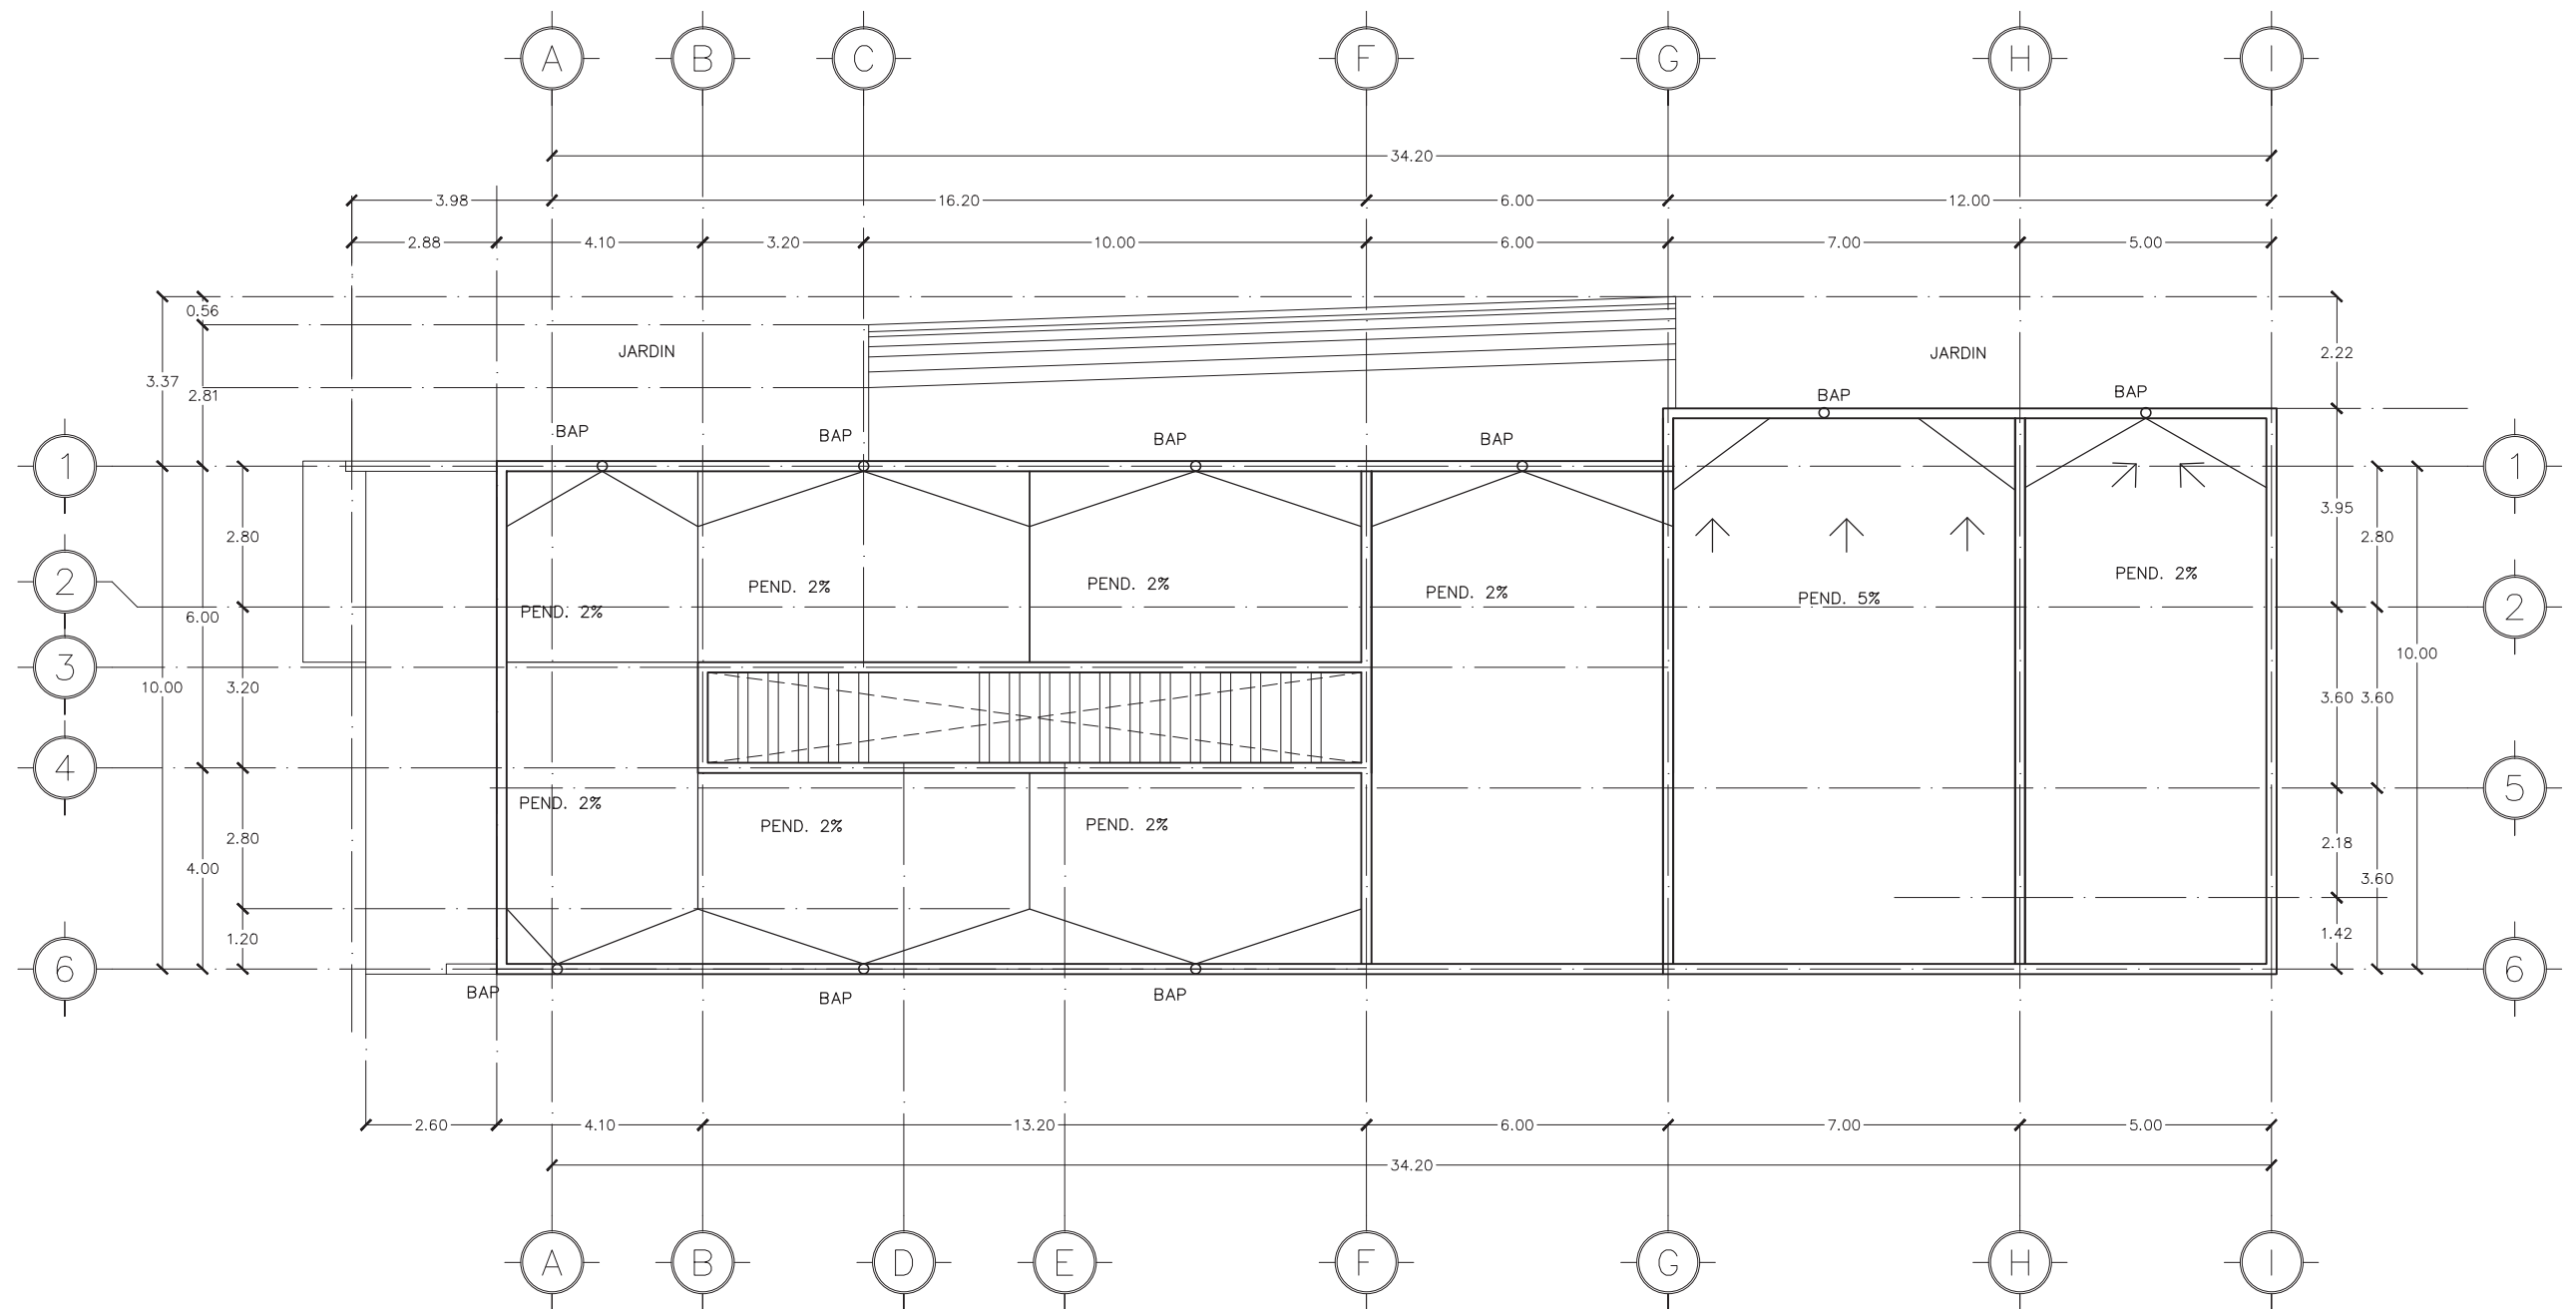 A B C F G H I
34.20
3.98 16.20 6.00 12.00
2.88 4.10 3.20 10.00 6.00 7.00 5.00
0.56
JARDIN JARDIN 2.22
3.37
2.81
BAP BAP
BAP BAP BAP BAP
1 1
3.95
2.80 2.80
2 PEND. 2% PEND. 2% PEND. 2% PEND. 2%
PEND. 2% PEND. 5% 2
6.00
3 10.00
10.00 3.20 3.60 3.60
4 5
PEND. 2%
PEND. 2% PEND. 2%
2.80 2.18
4.00 3.60
1.20 1.42
6 6
BAP BAP BAP
2.60 4.10 13.20 6.00 7.00 5.00
34.20
A B D E F G H I